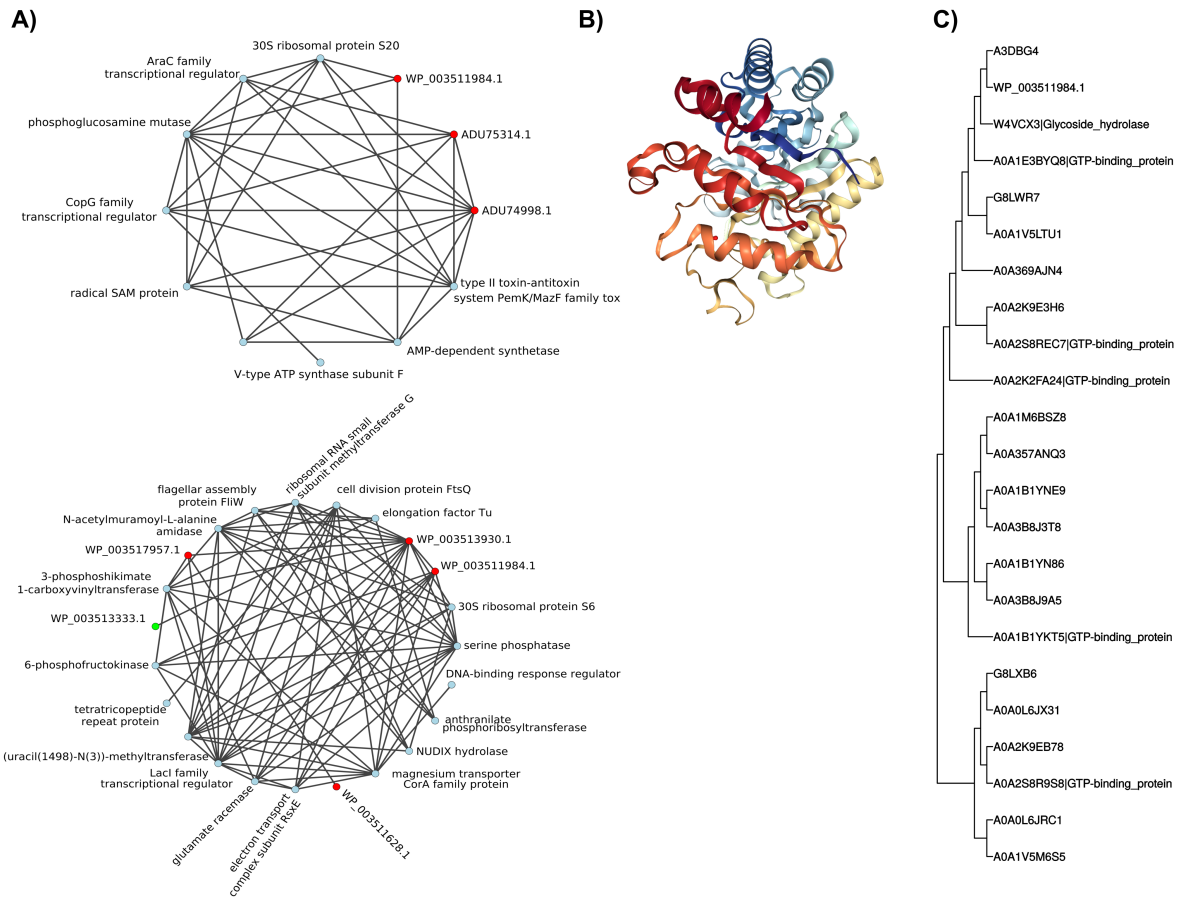 A)
B)
C)
30S ribosomal protein S20
AraC family
transcriptional regulator
WP_003511984.1
phosphoglucosamine mutase
ADU75314.1
CopG family
transcriptional regulator
ADU74998.1
radical SAM protein
type II toxin-antitoxin
system PemK/MazF family tox
AMP-dependent synthetase
V-type ATP synthase subunit F
ribosomal RNA small
subunit methyltransferase G
flagellar assembly
protein FliW
cell division protein FtsQ
N-acetylmuramoyl-L-alanine
amidase
elongation factor Tu
WP_003517957.1
WP_003513930.1
3-phosphoshikimate
1-carboxyvinyltransferase
WP_003511984.1
WP_003513333.1
30S ribosomal protein S6
6-phosphofructokinase
serine phosphatase
tetratricopeptide
repeat protein
DNA-binding response regulator
anthranilate
phosphoribosyltransferase
(uracil(1498)-N(3))-methyltransferase
NUDIX hydrolase
LacI family
transcriptional regulator
magnesium transporter
CorA family protein
glutamate racemase
electron transport
complex subunit RsxE
WP_003511628.1
A3DBG4
WP_003511984.1
W4VCX3|Glycoside_hydrolase
A0A1E3BYQ8|GTP-binding_protein
G8LWR7
A0A1V5LTU1
A0A369AJN4
A0A2K9E3H6
A0A2S8REC7|GTP-binding_protein
A0A2K2FA24|GTP-binding_protein
A0A1M6BSZ8
A0A357ANQ3
A0A1B1YNE9
A0A3B8J3T8
A0A1B1YN86
A0A3B8J9A5
A0A1B1YKT5|GTP-binding_protein
G8LXB6
A0A0L6JX31
A0A2K9EB78
A0A2S8R9S8|GTP-binding_protein
A0A0L6JRC1
A0A1V5M6S5